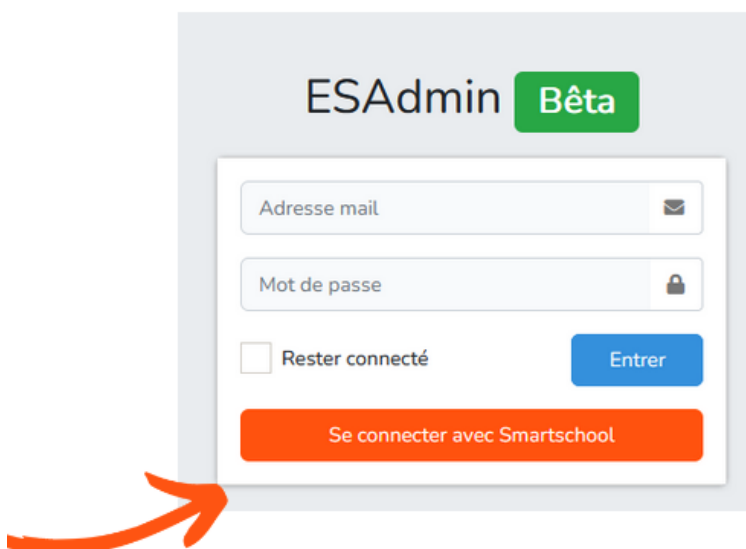 ESAdmin Bêta
Adresse mail
Mot de passe
Rester connecté Entrer
Se connecter avec Smartschool